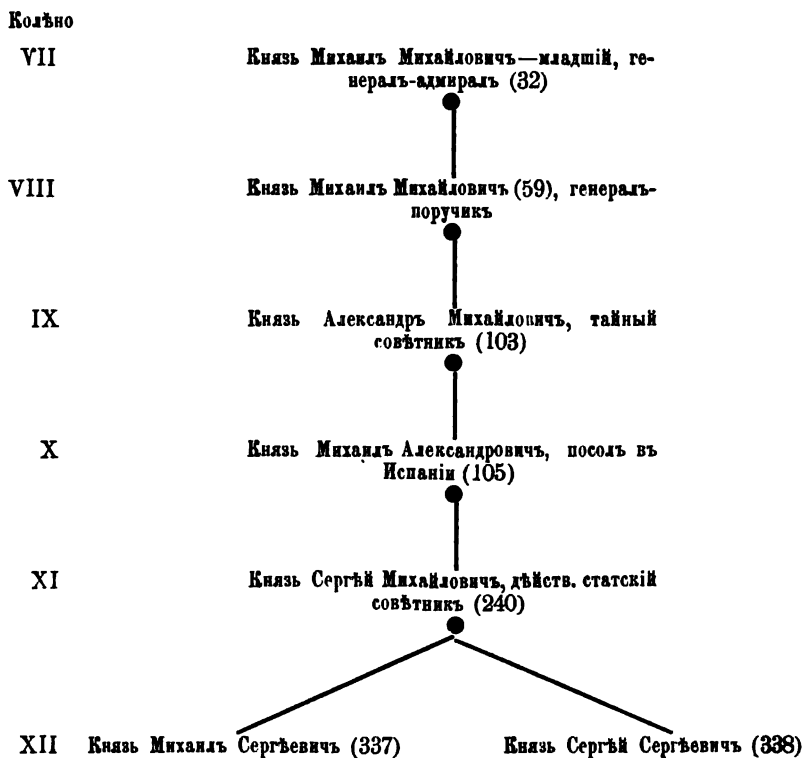 Колѣно
VII Князь Михаилъ Михайловичъ—младшій, ге-
нералъ-адмиралъ (32)
VIII Князь Михаилъ Михайловичъ (59), генералъ-
поручикъ
IX Князь Александръ Михайловичъ, тайный
совѣтникъ (103)
X Князь Михаилъ Александровичъ, посолъ въ
Испаніи (105)
XI Князь Сергѣй Михайловичъ, дѣйств. статскій
совѣтникъ (240)
XII Князь Михаилъ Сергѣевичъ (337) Князь Сергѣй Сергѣевичъ (338)